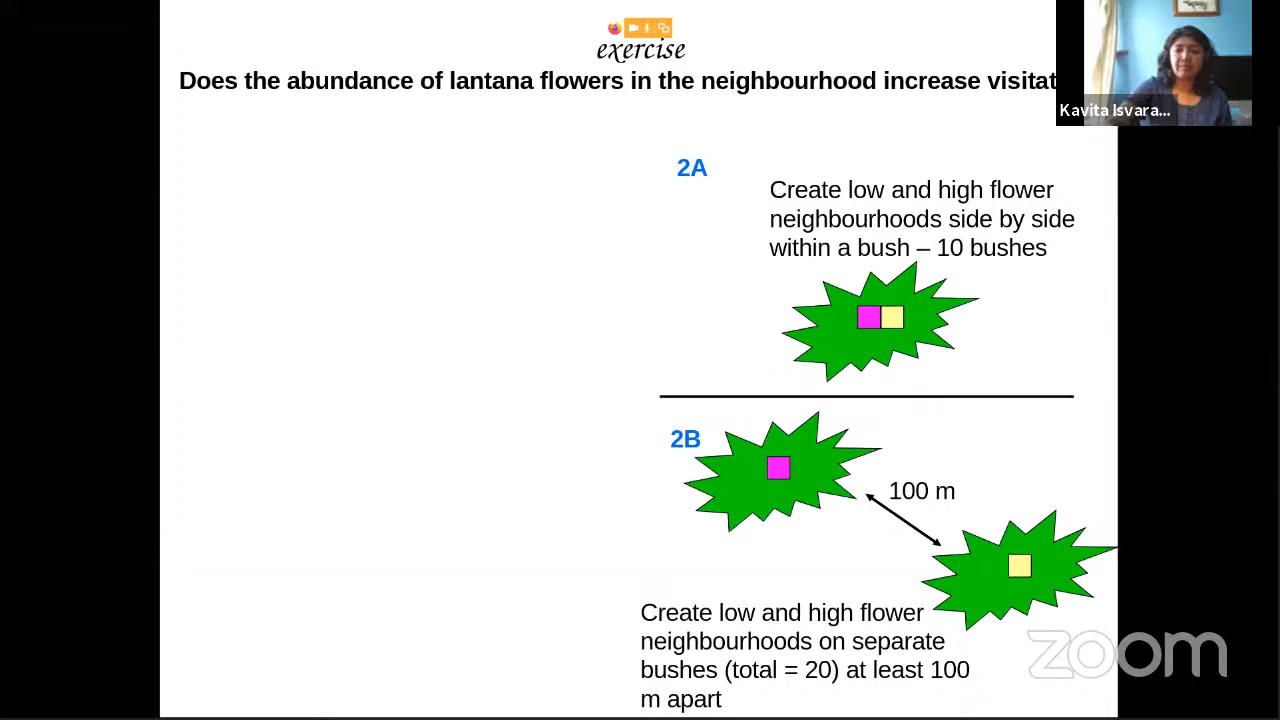 exercise
Does the abundance of lantana flowers in the neighbourhood increase
Kavita Isvara...
2A
Create low and high flower
neighbourhoods side by side
within a bush – 10 bushes
2B
100 m
Create low and high flower
neighbourhoods on separate
bushes (total = 20) at least 100
m apart
zoom